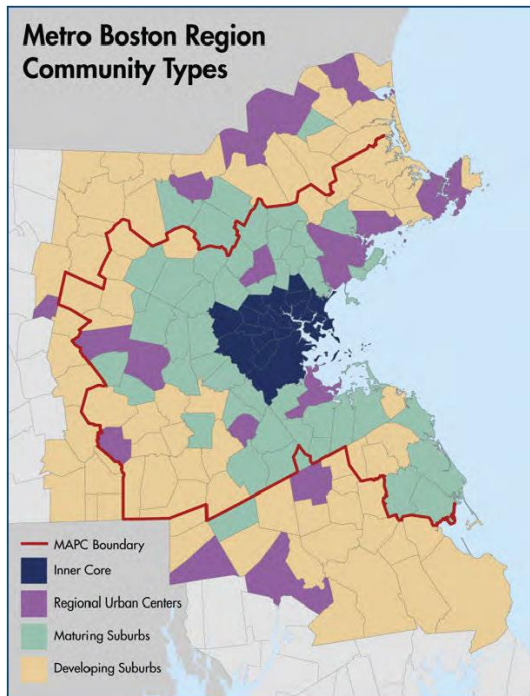 Metro Boston Region
Community Types
MAPC Boundary
Inner Core
Regional Urban Centers
Maturing Suburbs
Developing Suburbs